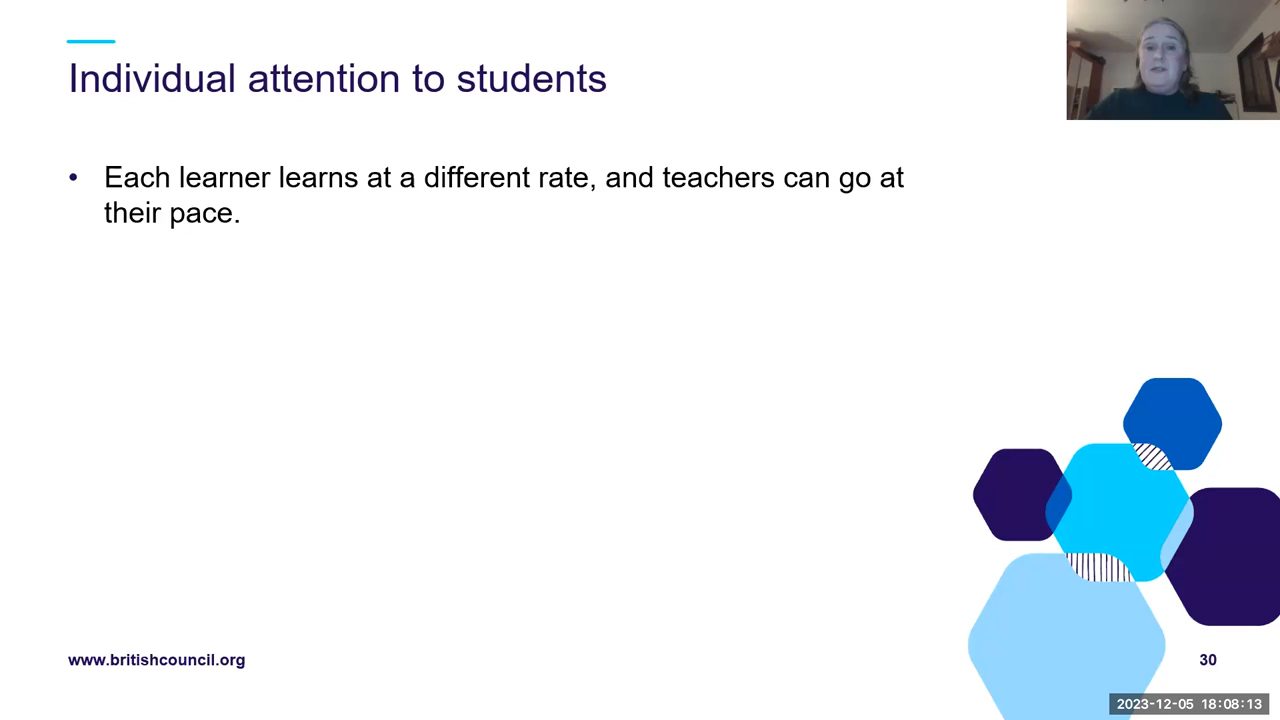 Individual attention to students
• Each learner learns at a different rate, and teachers can go at
their pace.
www.britishcouncil.org
30
2023-12-05 18:08:13